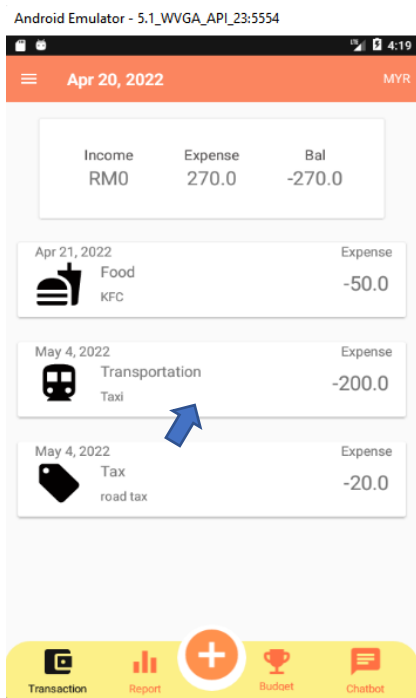 Android Emulator - 5.1_WVGA_API_23:5554
LTE 4:19
Apr 20, 2022 MYR
Income Expense Bal
RM0 270.0 -270.0
Apr 21, 2022 Expense
Food
KFC
-50.0
May 4, 2022 Expense
Transportation
Taxi
-200.0
May 4, 2022 Expense
Tax
road tax
-20.0
Transaction Report + Budget Chatbot